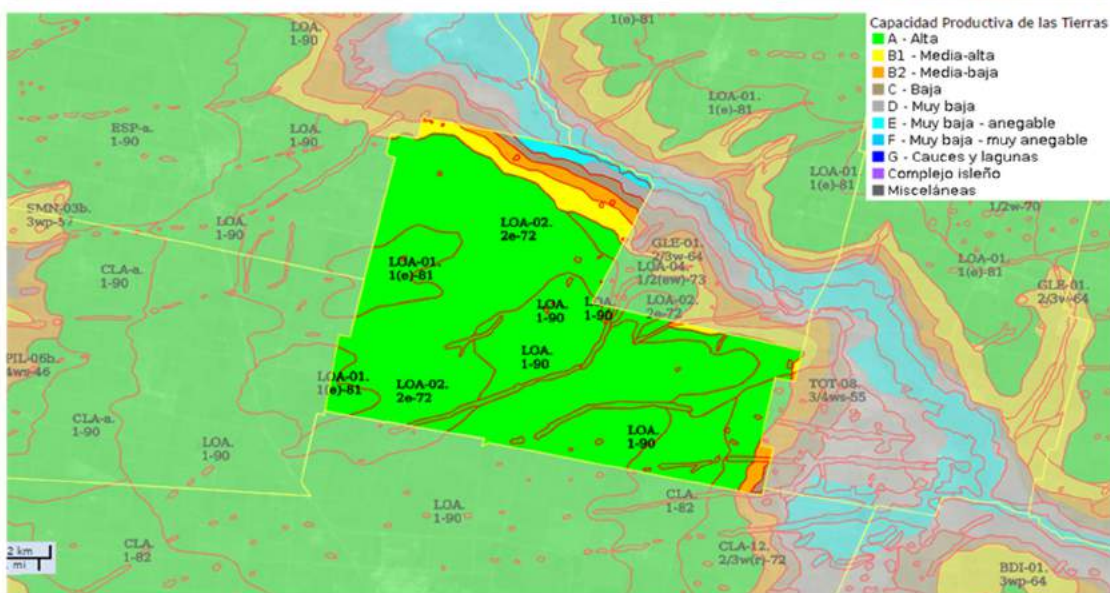 Capacidad Productiva de las Tierras
A - Alta
B1 - Media-alta
B2 - Media-baja
C - Baja
D - Muy baja
E - Muy baja - anegable
F - Muy baja - muy anegable
G - Cauces y lagunas
Complejo isleño
Misceláneas
LOA.
1-90
1(e)-81
LOA-01.
1(e)-81
ESP-a.
1-90
LOA.
1-90
LOA-01
1(e)-81
1/2w-70
SMN-03b.
3wp-57
LOA.
1-90
LOA-02.
2e-72
GLE-01.
2/3w-64
LOA-01.
1(e)-81
CLA-a.
1-90
LOA-01.
1(e)-81
LOA-04.
1/2(ew)-73
GLE-01.
2/3w-64
LOA.
1-90
LOA.
1-90
LOA-02.
2e-72
PIL-06b.
4ws-46
LOA.
1-90
LOA-01.
1(e)-81
LOA-02.
2e-72
TOT-08.
3/4ws-55
CLA-a.
1-90
LOA.
1-90
LOA.
1-90
LOA.
1-90
CLA.
1-82
CLA.
1-82
CLA-12.
2/3w(r)-72
BDI-01.
3wp-64
2 km
mi